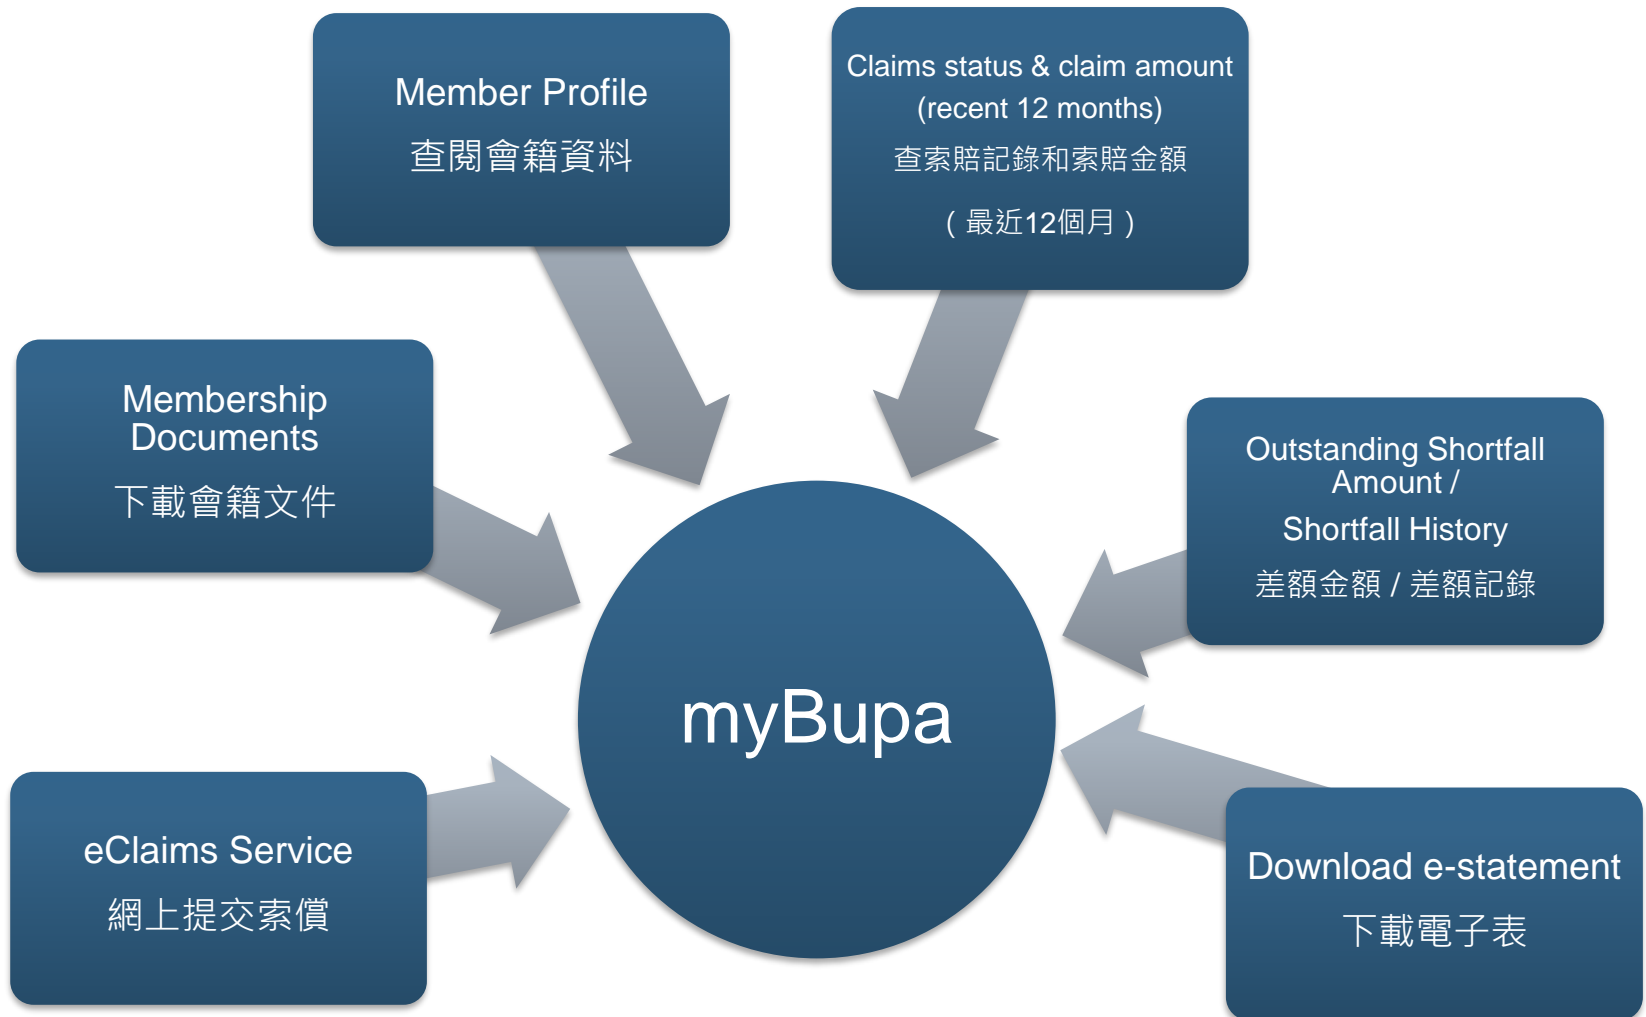 Member Profile
查閱會籍資料
Claims status & claim amount
(recent 12 months)
查索賠記錄和索賠金額
( 最近12個月 )
Membership
Documents
下載會籍文件
Outstanding Shortfall
Amount /
Shortfall History
差額金額 / 差額記錄
myBupa
eClaims Service
網上提交索償
Download e-statement
下載電子表